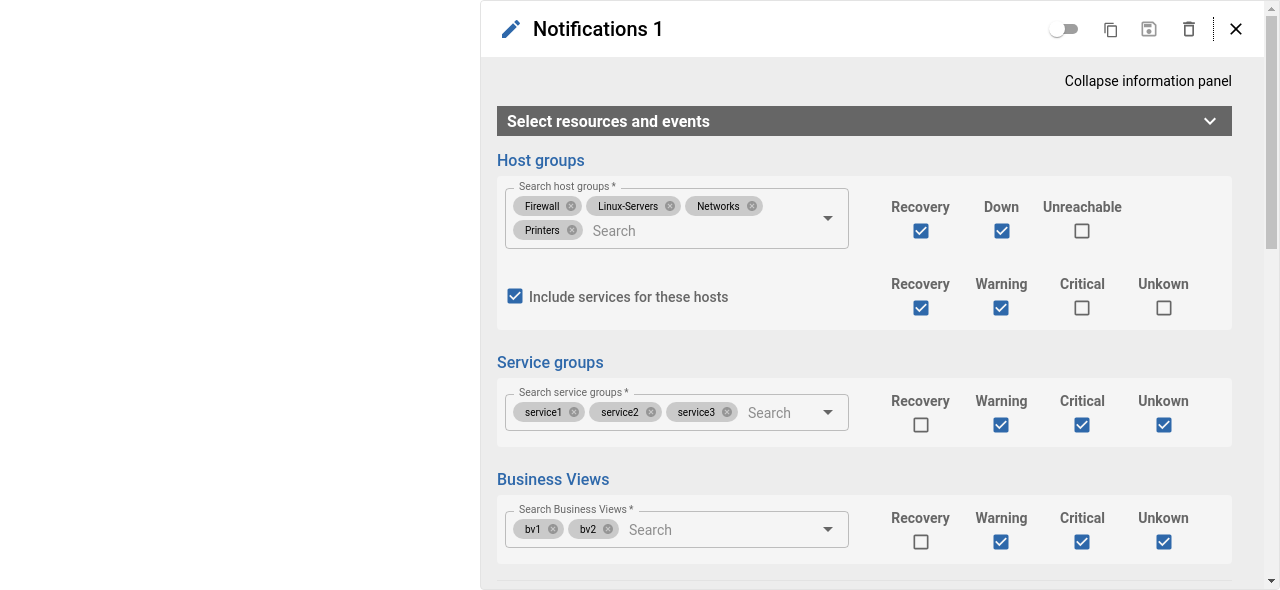 Notifications 1
Collapse information panel
Select resources and events
Host groups
Search host groups *
Firewall Linux-Servers Networks
Printers Search
Recovery Down Unreachable
Include services for these hosts
Recovery Warning Critical Unkown
Service groups
Search service groups *
service1 service2 service3 Search
Recovery Warning Critical Unkown
Business Views
Search Business Views *
bv1 bv2 Search
Recovery Warning Critical Unkown